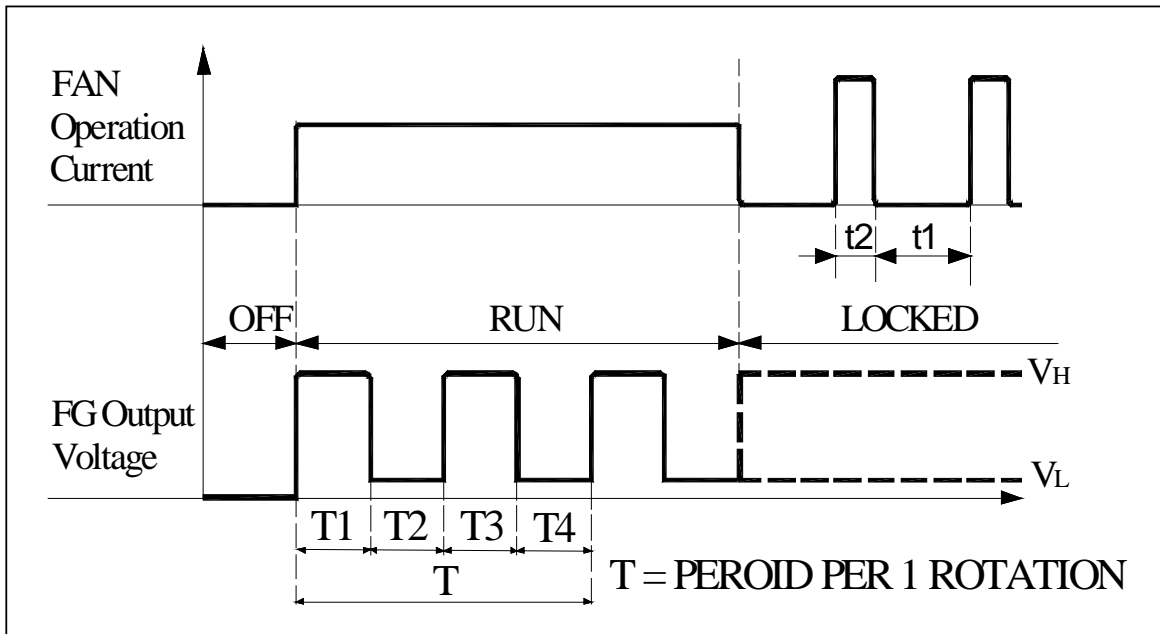 FAN
Operation
Current
t2 t1
OFF RUN LOCKED
VH
FG Output
Voltage
VL
T1 T2 T3 T4
T
T = PEROID PER 1 ROTATION